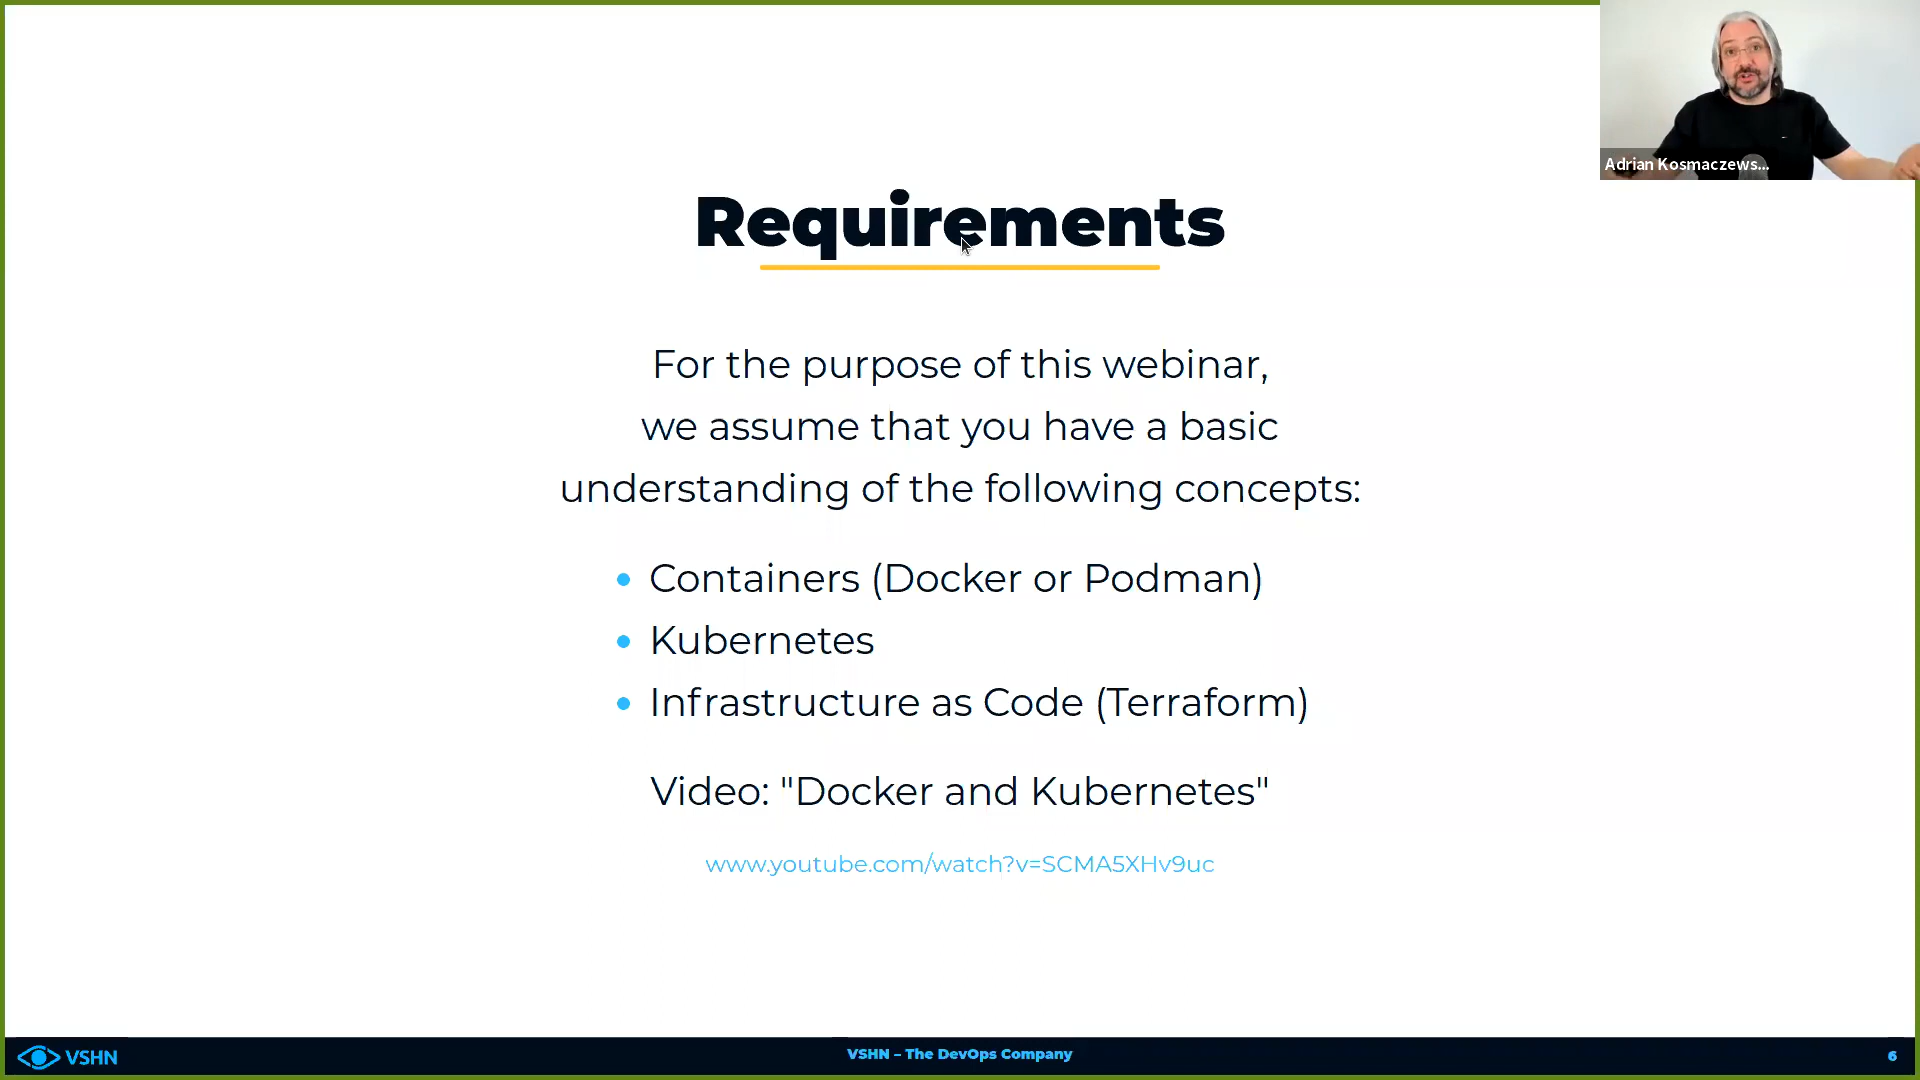 Adrian Kosmaczews...
Requirements
For the purpose of this webinar,
we assume that you have a basic
understanding of the following concepts:
Containers (Docker or Podman)
Kubernetes
Infrastructure as Code (Terraform)
Video: "Docker and Kubernetes"
www.youtube.com/watch?v=SCMA5XHv9uc
VSHN
VSHN – The DevOps Company
6